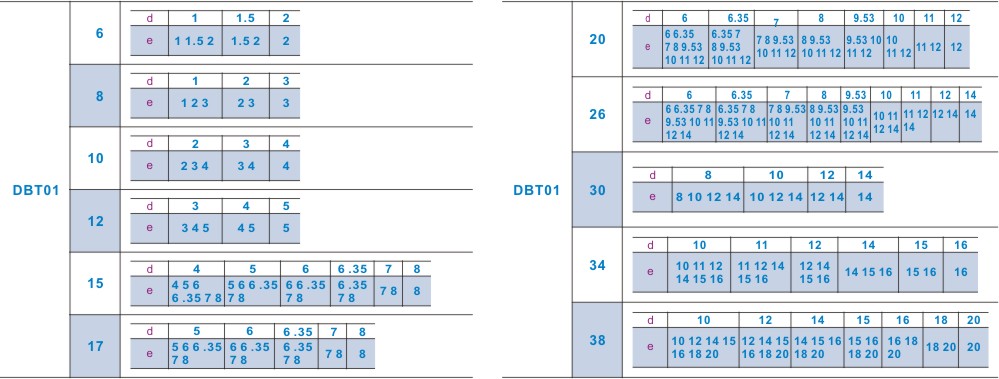 DBT01
6
d 1 1.5 2
e 1 1.5 2 1.5 2 2
8
d 1 2 3
e 1 2 3 2 3 3
10
d 2 3 4
e 2 3 4 3 4 4
12
d 3 4 5
e 3 4 5 4 5 5
15
d 4 5 6 6.35 7 8
e 4 5 6 5 6 6.35 6 6.35 6.35 7 8 8
6.35 7 8 7 8 7 8 7 8
17
d 5 6 6.35 7 8
e 5 6 6.35 6 6.35 6.35 7 8 8
7 8 7 8 7 8
DBT01
20
d 6 6.35 7 8 9.53 10 11 12
6 6.35 6.35 7
e 7 8 9.53 8 9.53 7 8 9.53 8 9.53 9.53 10 10 11 12 12
10 11 12 10 11 12 10 11 12 10 11 12 11 12 11 12
26
d 6 6.35 7 8 9.53 10 11 12 14
6 6.35 7 8 6.35 7 8 7 8 9.53 8 9.53 9.53
e 9.53 10 11 9.53 10 11 10 11 10 11 10 11 10 11 11 12 12 14 14
12 14 12 14 12 14 12 14 12 14 12 14 14
30
d 8 10 12 14
e 8 10 12 14 10 12 14 12 14 14
34
d 10 11 12 14 15 16
e 10 11 12 11 12 14 12 14 14 15 16 15 16 16
14 15 16 15 16 15 16
38
d 10 12 14 15 16 18 20
e 10 12 14 15 12 14 15 14 15 16 15 16 16 18 18 20 20
16 18 20 16 18 20 18 20 18 20 20